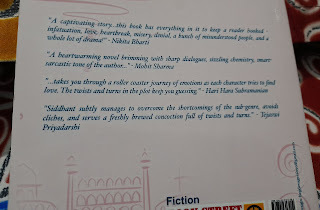 "A captivating story...this book has everything in it to keep a reader hooked -
infatuation, love, heartbreak, misery, denial, a bunch of misunderstood people, and a
whole lot of drama!" - Nikita Bharti
"A heartwarming novel brimming with sharp dialogue, sizzling chemistry, smart-
sarcastic tone of the author..." - Mohit Sharma
"...takes you through a roller coaster journey of emotions as each character tries to find
love. The twists and turns in the plot keep you guessing" - Hari Hara Subramanian
"Siddhant subtly manages to overcome the shortcomings of the sub-genre, avoids
cliches, and serves a freshly brewed concoction full of twists and turns." - Tejaswi
Priyadarshi
Fiction
STREET